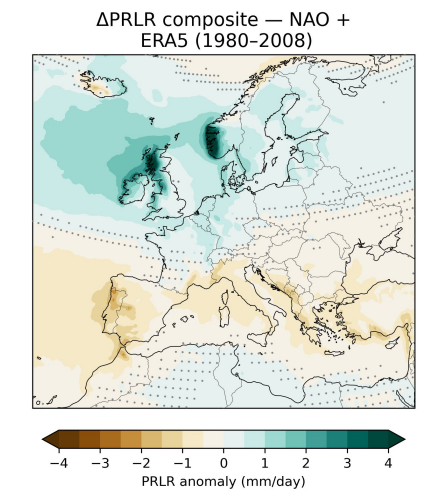 ΔPRLR composite — NAO +
ERA5 (1980–2008)
−4 −3 −2 −1 0 1 2 3 4
PRLR anomaly (mm/day)